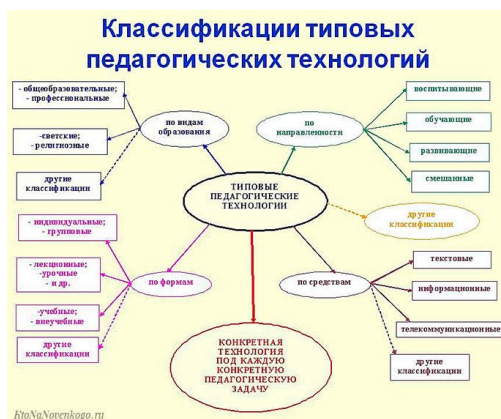 Классификации типовых
педагогических технологий
- общеобразовательные;
- профессиональные
-светские;
- религиозные
другие
классификации
по видам
образования
по
направленности
воспитывающие
обучающие
развивающие
смешанные
ТИПОВЫЕ
ПЕДАГОГИЧЕСКИЕ
ТЕХНОЛОГИИ
другие
классификации
- индивидуальные;
- групповые
- лекционные;
-урочные
- и др.
-учебные;
- внеучебные
другие
классификации
по формам
по средствам
текстовые
информационные
телекоммуникационные
другие
классификации
КОНКРЕТНАЯ
ТЕХНОЛОГИЯ
ПОД КАЖДУЮ
КОНКРЕТНУЮ
ПЕДАГОГИЧЕСКУЮ
ЗАДАЧУ
KtoNaNovenkogo.ru